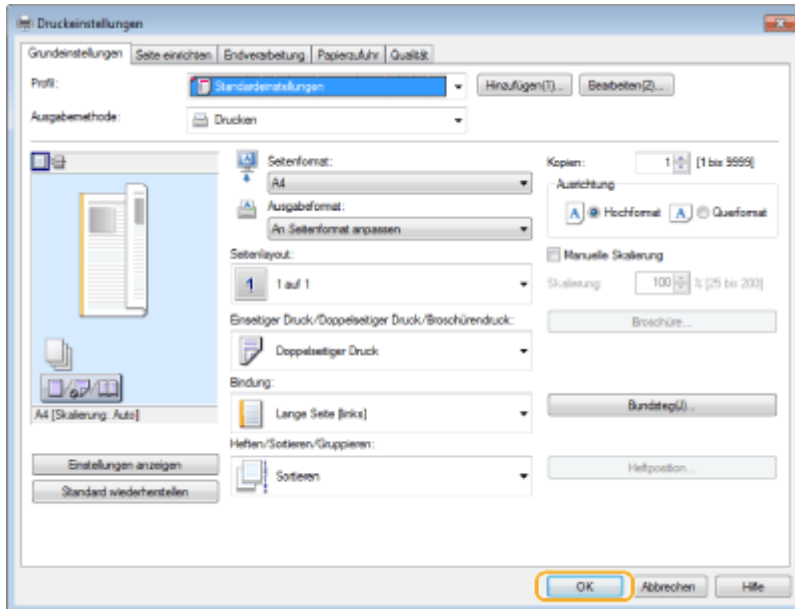 Druckeinstellungen
Grundeinstellungen Seite einrichten Endverarbeitung Papierzufuhr Qualität
Profil: Standardeinstellungen Hinzufügen(1)... Bearbeiten(2)...
Ausgabemethode: Drucken
Seitenformat: Kopien: 1 [1 bis 9999]
A4 Ausrichtung
Ausgabeformat: A Hochformat A Querformat
An Seitenformat anpassen
Seitenlayout: Manuelle Skalierung
1 1 auf 1 Skalierung: 100 % [25 bis 200]
Einseitiger Druck/Doppelseitiger Druck/Broschürendruck: Broschüre...
Doppelseitiger Druck
Bindung:
A4 [Skalierung: Auto] Lange Seite [links] Bundsteg(J)...
Heften/Sortieren/Gruppieren:
Einstellungen anzeigen Sortieren Heftposition...
Standard wiederherstellen
OK Abbrechen Hilfe